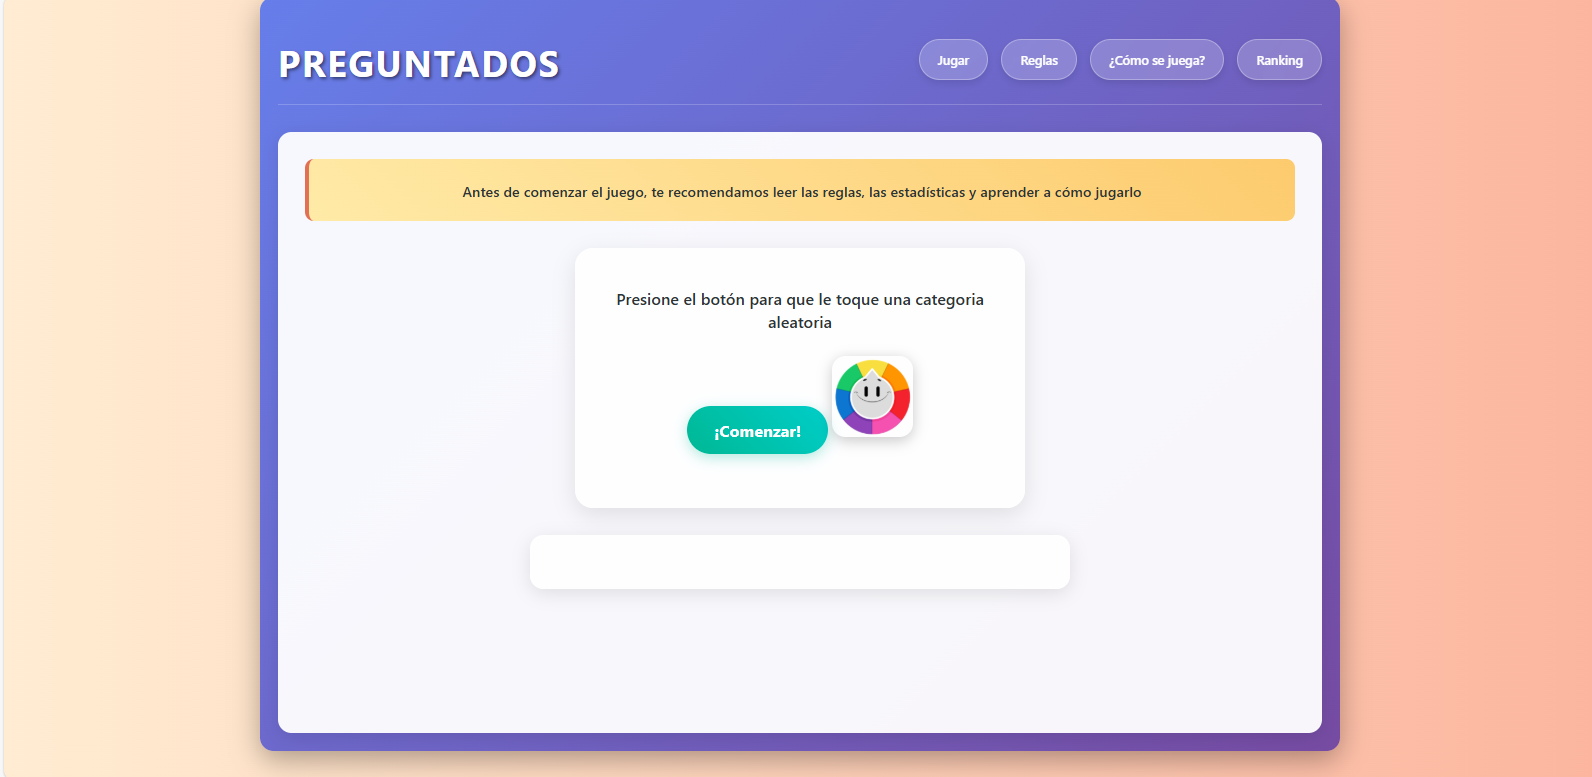 PREGUNTADOS
Jugar
Reglas
¿Cómo se juega?
Ranking
Antes de comenzar el juego, te recomendamos leer las reglas, las estadísticas y aprender a cómo jugarlo
Presione el botón para que le toque una categoria
aleatoria
¡Comenzar!